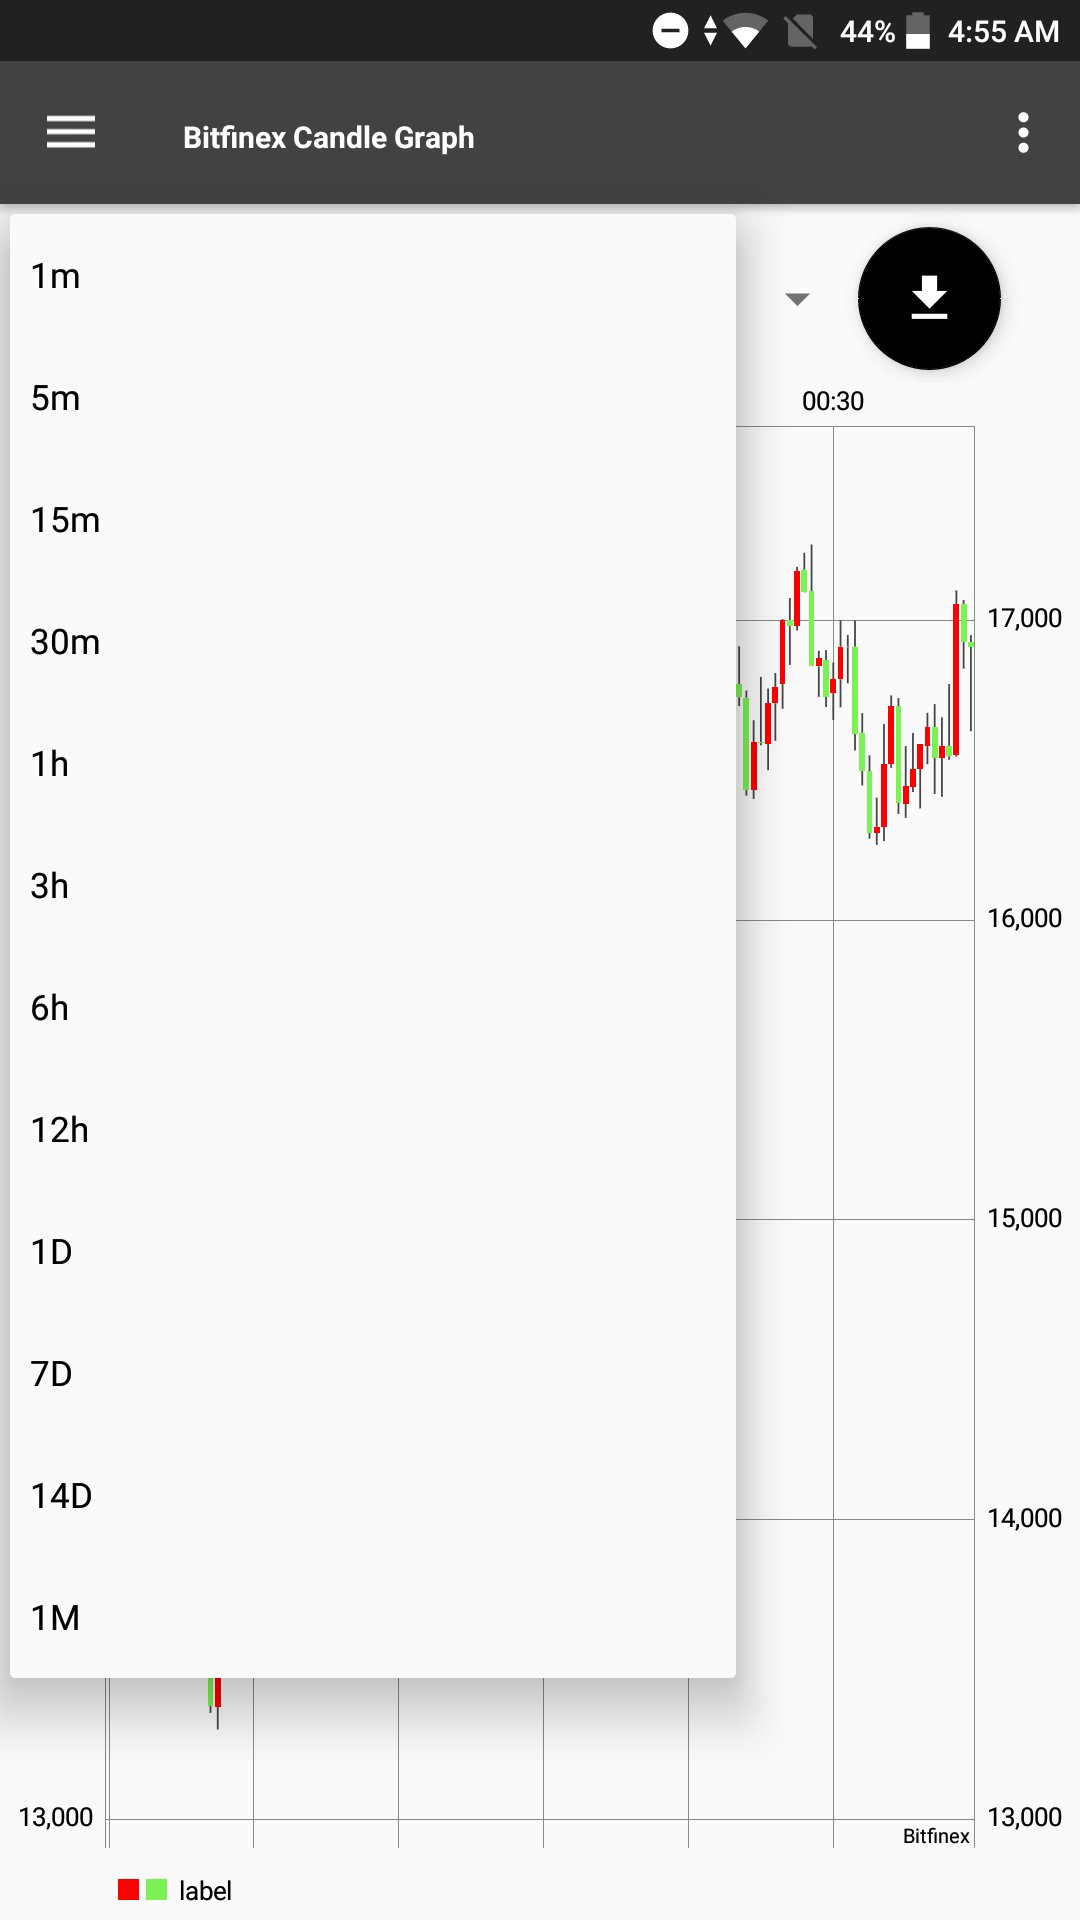 44% 4:55 AM
Bitfinex Candle Graph
1m
5m
00:30
15m
17,000
30m
1h
3h
16,000
6h
12h
15,000
1D
7D
14D
14,000
1M
13,000 13,000
Bitfinex
label